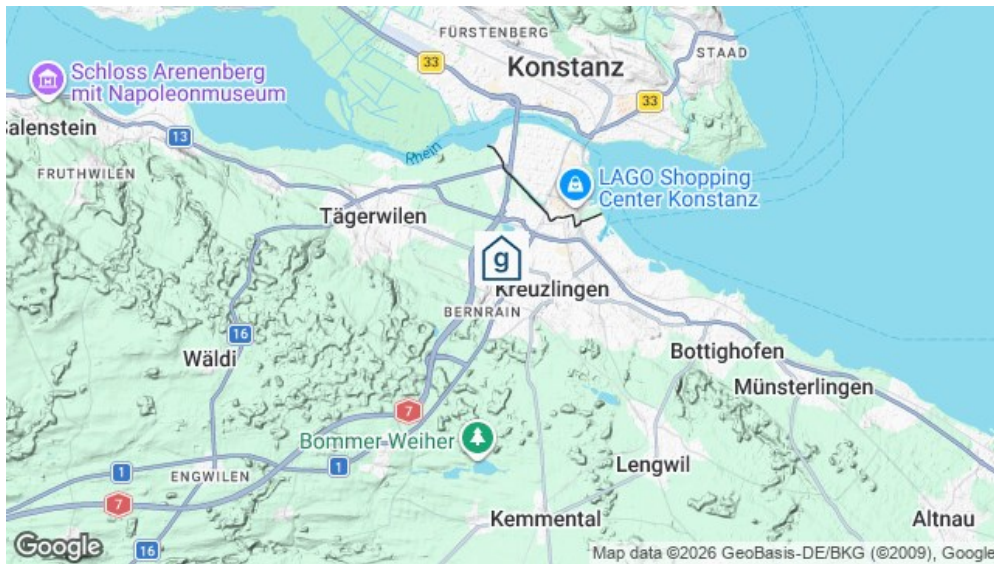 FÜRSTENBERG
STAAD
33
Konstanz
Schloss Arenenberg
mit Napoleonmuseum
33
alenstein
13
Rhein
FRUTHWILEN
LAGO Shopping
Center Konstanz
Tägerwilen
g
Kreuzlingen
BERNRAIN
16
Wäldi
Bottighofen
Münsterlingen
7
Bommer Weiher
1
1
ENGWILEN
Lengwil
7
Kemmental
Altnau
16
Google
Map data ©2026 GeoBasis-DE/BKG (©2009), Google